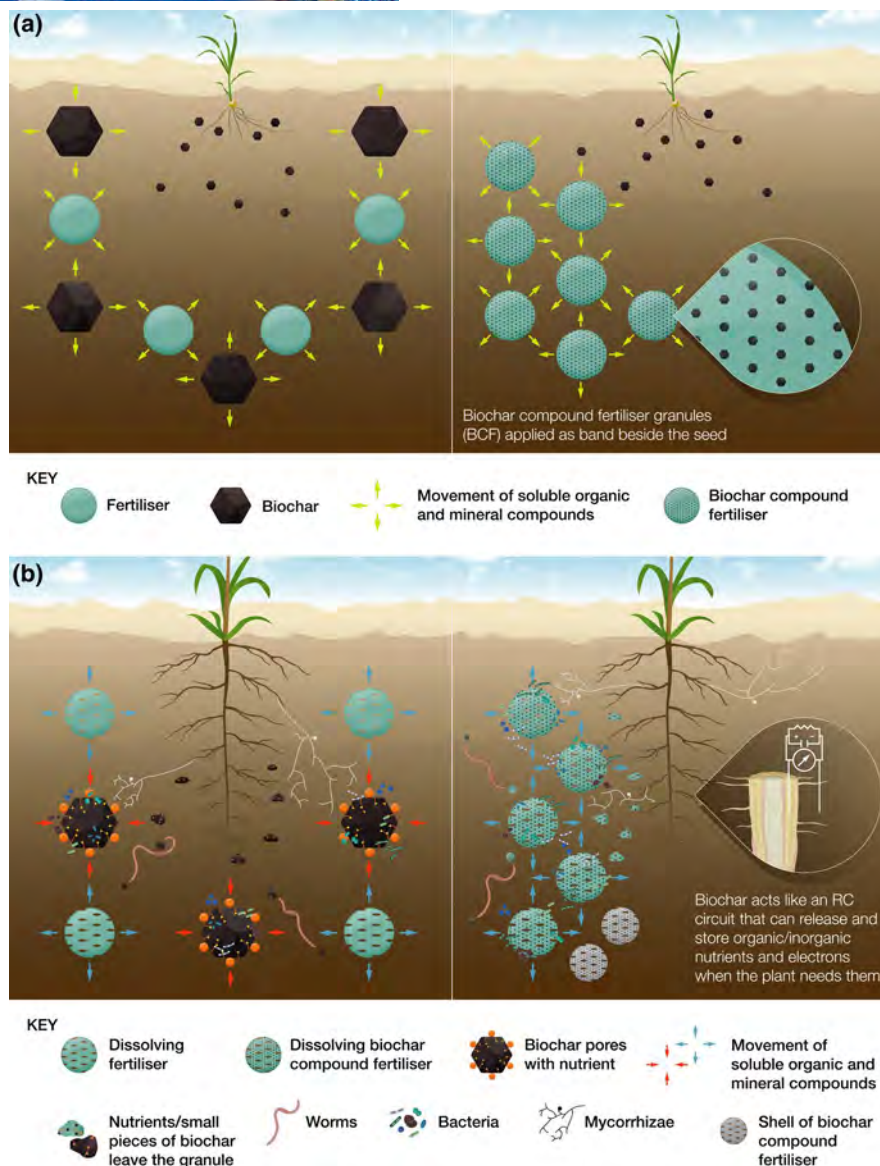 (a)
Biochar compound fertiliser granules
(BCF) applied as band beside the seed
KEY
Fertiliser
Biochar
Movement of soluble organic
and mineral compounds
Biochar compound
fertiliser
(b)
Biochar acts like an RC
circuit that can release and
store organic/inorganic
nutrients and electrons
when the plant needs them
KEY
Dissolving
fertiliser
Dissolving biochar
compound fertiliser
Biochar pores
with nutrient
Movement of
soluble organic and
mineral compounds
Nutrients/small
pieces of biochar
leave the granule
Worms
Bacteria
Mycorrhizae
Shell of biochar
compound
fertiliser